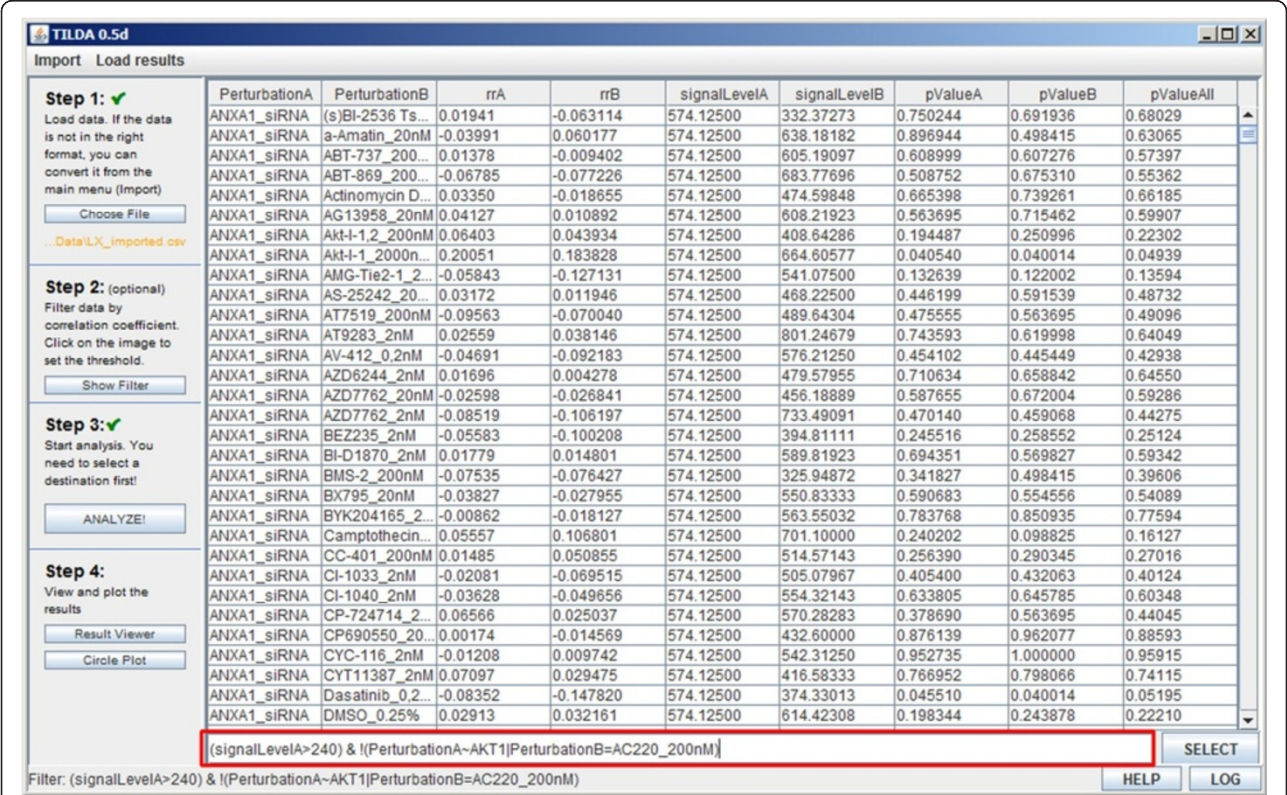 TILDA 0.5d
Import Load results
Step 1:
Load data. If the data
is not in the right
format, you can
convert it from the
main menu (Import)
Choose File
...Data\LX_imported.csv
Step 2: (optional)
Filter data by
correlation coefficient.
Click on the image to
set the threshold.
Show Filter
Step 3:
Start analysis. You
need to select a
destination first!
ANALYZE!
Step 4:
View and plot the
results
Result Viewer
Circle Plot
PerturbationA PerturbationB rrA rrB signalLevelA signalLevelB pValueA pValueB pValueAll
ANXA1_siRNA (s)BI-2536 Ts... 0.01941 -0.063114 574.12500 332.37273 0.750244 0.691936 0.68029
ANXA1_siRNA a-Amatin_20nM -0.03991 0.060177 574.12500 638.18182 0.896944 0.498415 0.63065
ANXA1_siRNA ABT-737_200... 0.01378 -0.009402 574.12500 605.19097 0.608999 0.607276 0.57397
ANXA1_siRNA ABT-869_200... -0.06785 -0.077226 574.12500 683.77696 0.508752 0.675310 0.55362
ANXA1_siRNA Actinomycin D... 0.03350 -0.018655 574.12500 474.59848 0.665398 0.739261 0.66185
ANXA1_siRNA AG13958_20nM 0.04127 0.010892 574.12500 608.21923 0.563695 0.715462 0.59907
ANXA1_siRNA Akt-I-1,2_200nM 0.06403 0.043934 574.12500 408.64286 0.194487 0.250996 0.22302
ANXA1_siRNA Akt-I-1_2000n... 0.20051 0.183828 574.12500 664.60577 0.040540 0.040014 0.04939
ANXA1_siRNA AMG-Tie2-1_2... -0.05843 -0.127131 574.12500 541.07500 0.132639 0.122002 0.13594
ANXA1_siRNA AS-25242_20... 0.03172 0.011946 574.12500 468.22500 0.446199 0.591539 0.48732
ANXA1_siRNA AT7519_200nM -0.09563 -0.070040 574.12500 489.64304 0.475555 0.563695 0.49096
ANXA1_siRNA AT9283_2nM 0.02559 0.038146 574.12500 801.24679 0.743593 0.619998 0.64049
ANXA1_siRNA AV-412_0,2nM -0.04691 -0.092183 574.12500 576.21250 0.454102 0.445449 0.42938
ANXA1_siRNA AZD6244_2nM 0.01696 0.004278 574.12500 479.57955 0.710634 0.658842 0.64550
ANXA1_siRNA AZD7762_20nM -0.02598 -0.026841 574.12500 456.18889 0.587655 0.672004 0.59286
ANXA1_siRNA AZD7762_2nM -0.08519 -0.106197 574.12500 733.49091 0.470140 0.459068 0.44275
ANXA1_siRNA BEZ235_2nM -0.05583 -0.100208 574.12500 394.81111 0.245516 0.258552 0.25124
ANXA1_siRNA BI-D1870_2nM 0.01779 0.014801 574.12500 589.81923 0.694351 0.569827 0.59342
ANXA1_siRNA BMS-2_200nM -0.07535 -0.076427 574.12500 325.94872 0.341827 0.498415 0.39606
ANXA1_siRNA BX795_20nM -0.03827 -0.027955 574.12500 550.83333 0.590683 0.554556 0.54089
ANXA1_siRNA BYK204165_2... -0.00862 -0.018127 574.12500 563.55032 0.783768 0.850935 0.77594
ANXA1_siRNA Camptothecin... 0.05557 0.106801 574.12500 701.10000 0.240202 0.098825 0.16127
ANXA1_siRNA CC-401_200nM 0.01485 0.050855 574.12500 514.57143 0.256390 0.290345 0.27016
ANXA1_siRNA CI-1033_2nM -0.02081 -0.069515 574.12500 505.07967 0.405400 0.432063 0.40124
ANXA1_siRNA CI-1040_2nM -0.03628 -0.049656 574.12500 554.32143 0.633805 0.645785 0.60348
ANXA1_siRNA CP-724714_2... 0.06566 0.025037 574.12500 570.28283 0.378690 0.563695 0.44045
ANXA1_siRNA CP690550_20... 0.00174 -0.014569 574.12500 432.60000 0.876139 0.962077 0.88593
ANXA1_siRNA CYC-116_2nM -0.01208 0.009742 574.12500 542.31250 0.952735 1.000000 0.95915
ANXA1_siRNA CYT11387_2nM 0.07097 0.029475 574.12500 416.58333 0.766952 0.798066 0.74115
ANXA1_siRNA Dasatinib_0,2... -0.08352 -0.147820 574.12500 374.33013 0.045510 0.040014 0.05195
ANXA1_siRNA DMSO_0.25% 0.02913 0.032161 574.12500 614.42308 0.198344 0.243878 0.22210
(signalLevelA>240) & !(PerturbationA~AKT1|PerturbationB=AC220_200nM) SELECT
Filter: (signalLevelA>240) & !(PerturbationA~AKT1|PerturbationB=AC220_200nM) HELP LOG